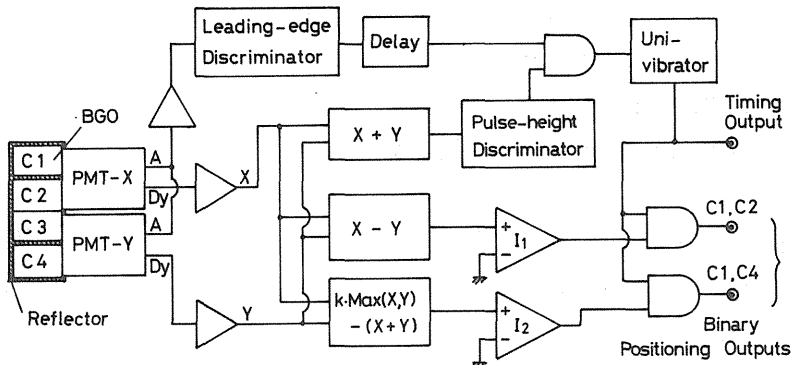 Leading-edge
Discriminator
Delay
Uni-
vibrator
BGO
Timing
Output
C1
C2
C3
C4
PMT-X
PMT-Y
A
Dy
A
Dy
X
Y
X + Y
Pulse-height
Discriminator
X - Y
k·Max(X,Y)
-(X+Y)
+
I1
-
+
I2
-
C1,C2
C1,C4
Reflector
Binary
Positioning Outputs